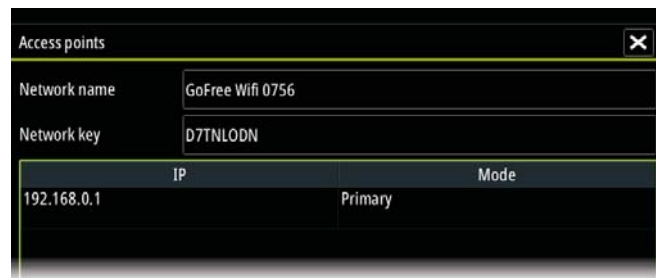 Access points
Network name GoFree Wifi 0756
Network key D7TNLODN
IP Mode
192.168.0.1 Primary